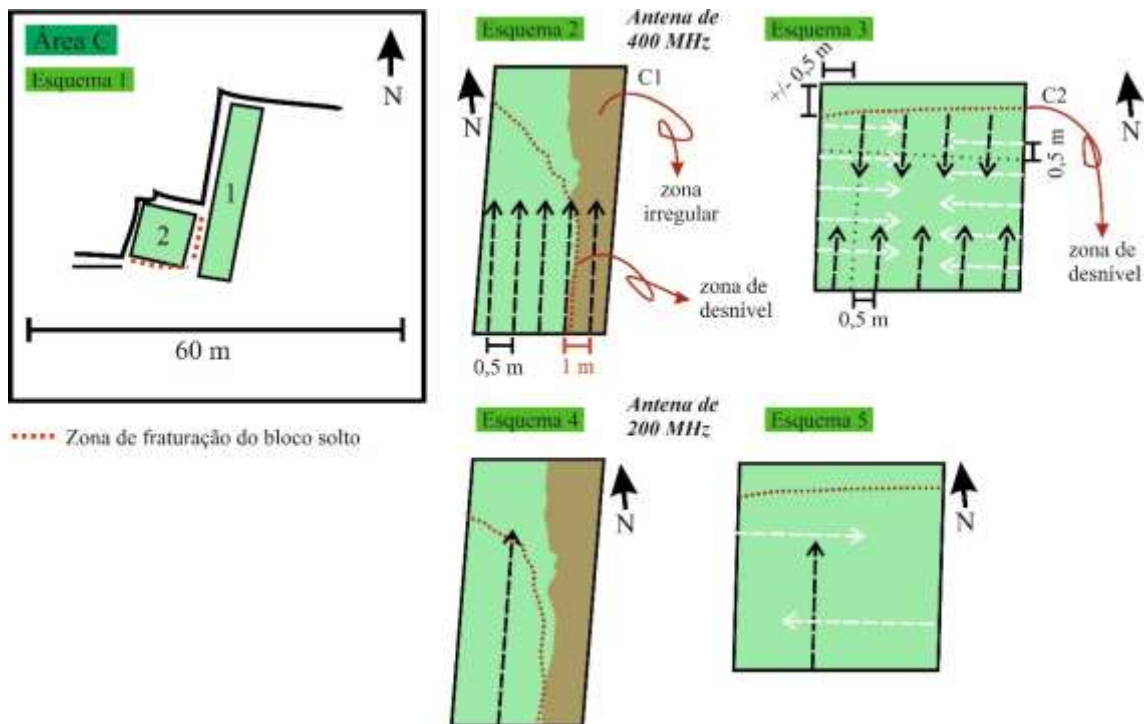 Área C
Esquema 1
N
1
2
60 m
Zona de fraturação do bloco solto
Esquema 2
Antena de
400 MHz
Esquema 3
N
C1
zona
irregular
zona de
desnível
0,5 m
1 m
+/- 0,5 m
C2
N
0,5 m
zona de
desnível
0,5 m
Esquema 4
Antena de
200 MHz
Esquema 5
N
N